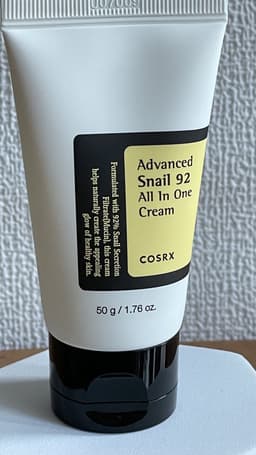 Advanced
Snail 92
All In One
Cream
COSRX
Formulated with 92% Snail Secretion
Filtrate(Mucin), this cream
helps naturally create the appealing
glow of healthy skin.
50 g / 1.76 oz.